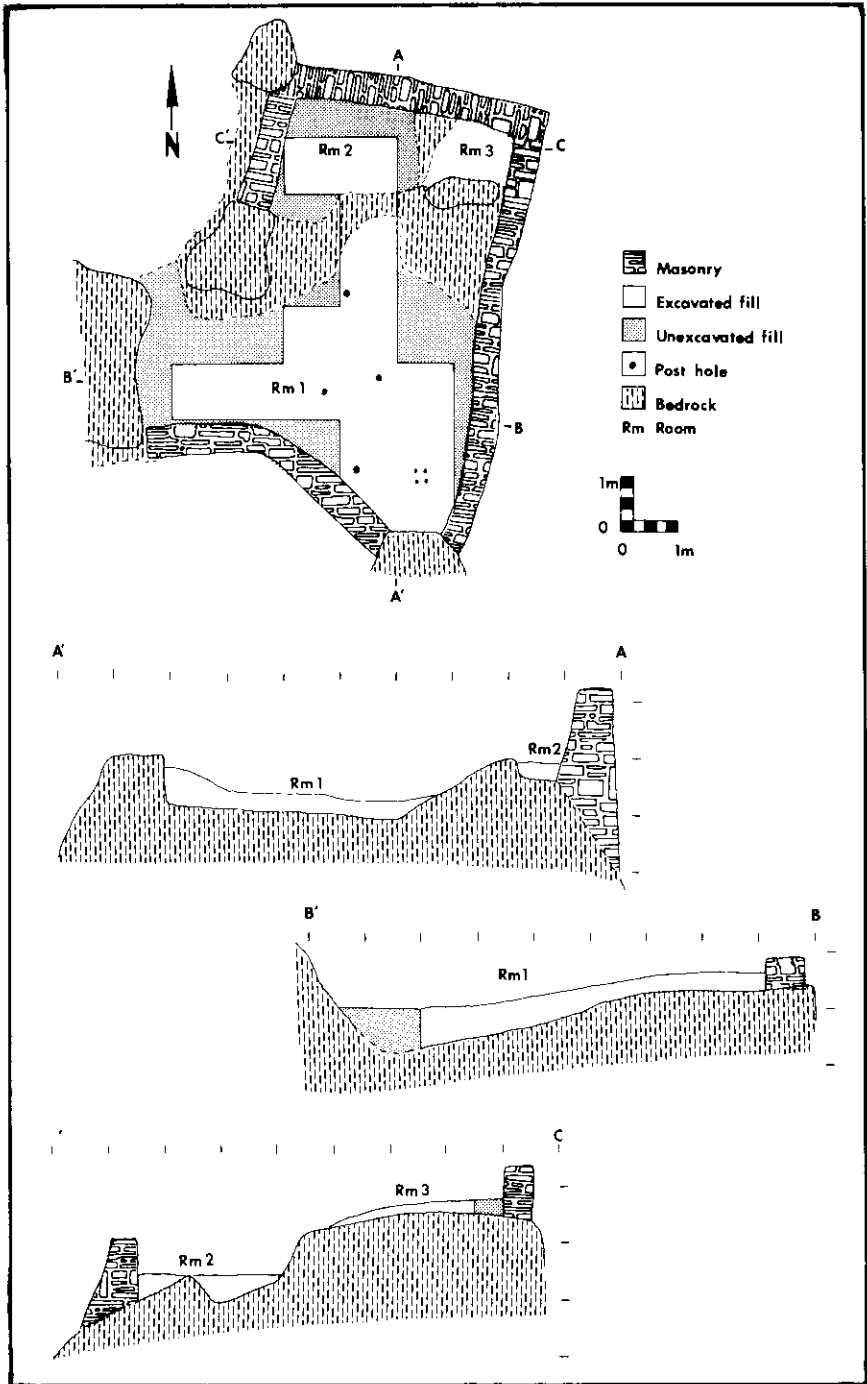 A
N
C'
Rm 2
Rm 3
C
Masonry
Excavated fill
Unexcavated fill
Post hole
Bedrock
Rm Room
B'
Rm 1
B
1m
0
0 1m
A'
A' A
Rm 2
Rm 1
B' B
Rm 1
' C
Rm 3
Rm 2